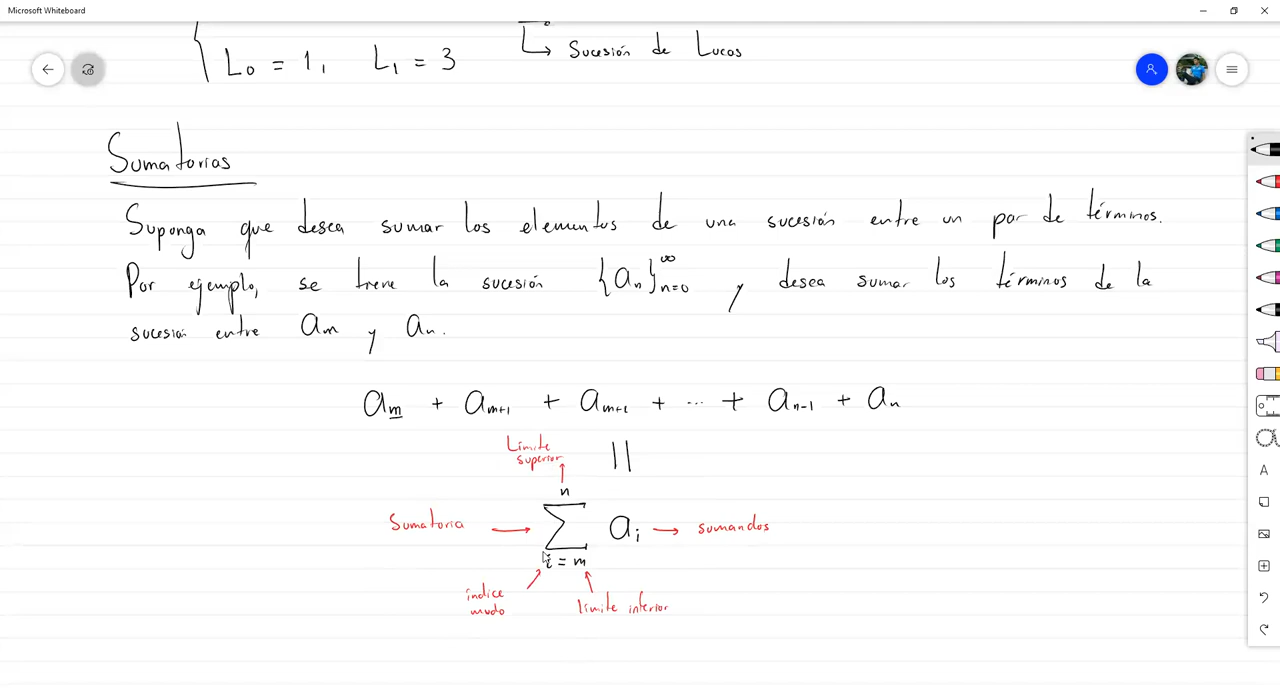 Microsoft Whiteboard
Sucesión de Lucas
L₀ = 1, L₁ = 3
Sumatorias
Suponga que desea sumar los elementos de una sucesión entre un par de términos.
Por ejemplo, se tiene la sucesión {aₙ}_{n=0}^∞ y desea sumar los términos de la
sucesión entre aₘ y aₙ.
aₘ + aₘ₊₁ + aₘ₊₂ + ... + aₙ₋₁ + aₙ
Límite
superior
||
n
Sumatoria → ∑ aᵢ → sumandos
i = m
índice
mudo
límite inferior
A